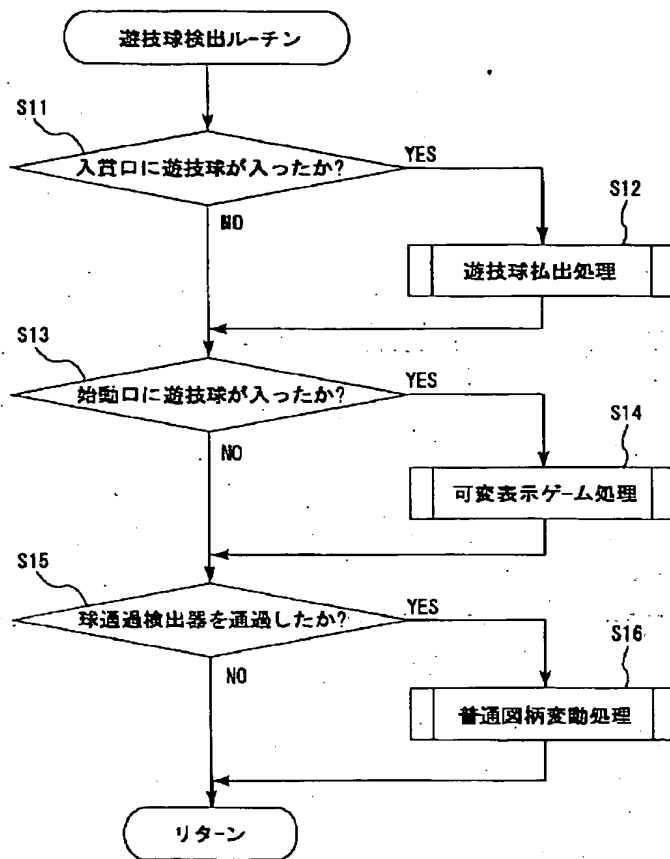 遊技球検出ルーチン
S11
入賞口に遊技球が入ったか?
YES
NO
S12
遊技球払出処理
S13
始動口に遊技球が入ったか?
YES
NO
S14
可変表示ゲーム処理
S15
球通過検出器を通過したか?
YES
NO
S16
普通図柄変動処理
リターン